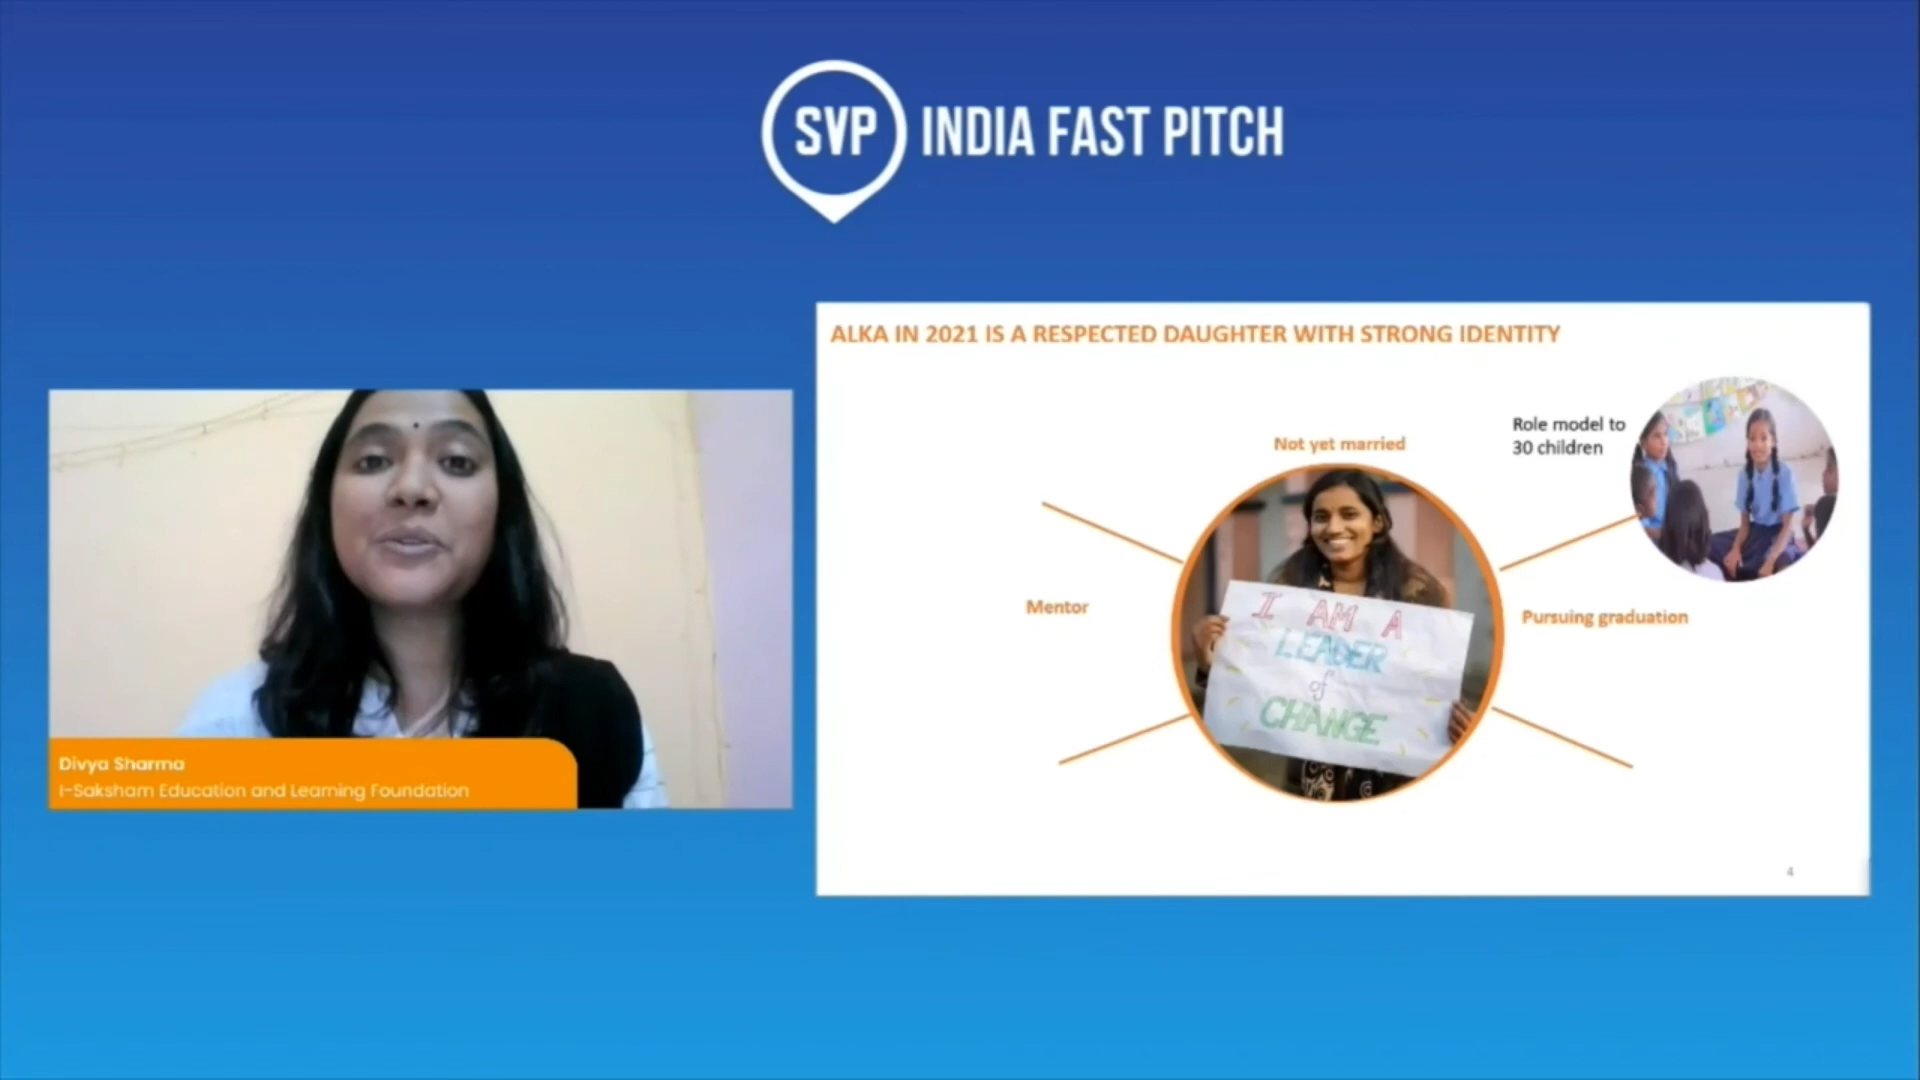 SVP INDIA FAST PITCH
ALKA IN 2021 IS A RESPECTED DAUGHTER WITH STRONG IDENTITY
Role model to
30 children
Not yet married
Mentor
Pursuing graduation
I AM A
LEADER
of
CHANGE
Divya Sharma
I-Saksham Education and Learning Foundation
4